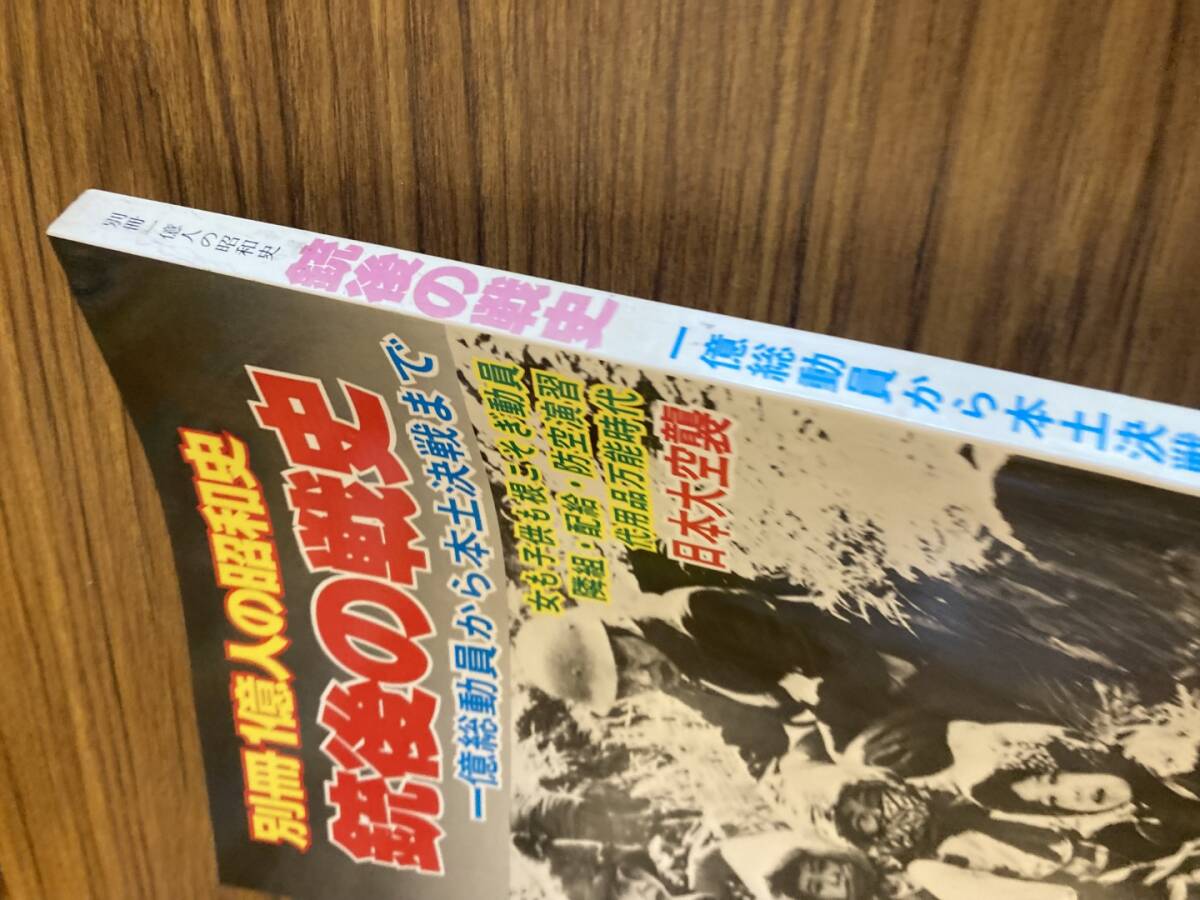 別冊1億人の昭和史
銃後の戦史
一億総動員から本土決戦まで
女も子供も根こそぎ動員
隣組・配給・防空演習
代用品万能時代
日本大空襲
別冊一億人の昭和史 銃後の戦史 一億総動員から本土決戦